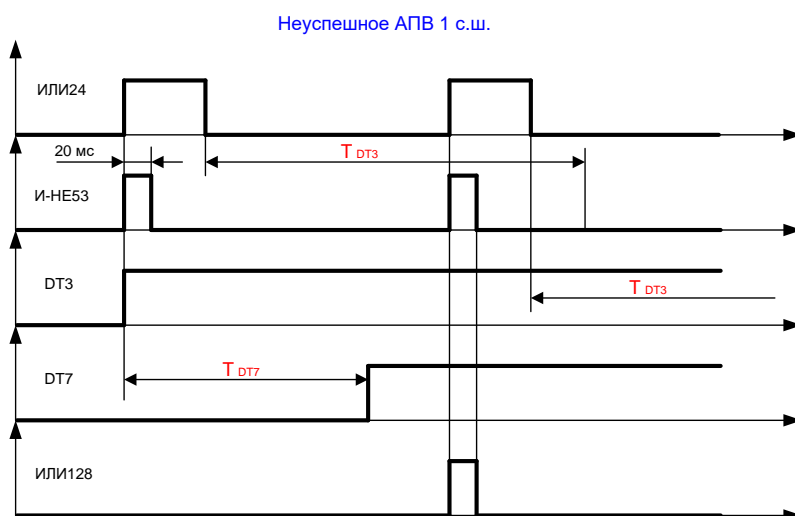 Неуспешное АПВ 1 с.ш.
ИЛИ24
20 мс
T DT3
И-НЕ53
DT3
T DT3
DT7
T DT7
ИЛИ128